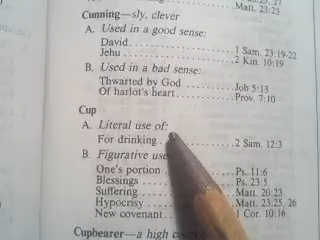 Matt. 23:23
Cunning—sly, clever
A. Used in a good sense:
David..................1 Sam. 23:19-22
Jehu..................2 Kin. 10:19
B. Used in a bad sense:
Thwarted by God..........Job 5:13
Of harlot's heart..........Prov. 7:10
Cup
A. Literal use of:
For drinking..........2 Sam. 12:3
B. Figurative use
One's portion..........Ps. 11:6
Blessings..........Ps. 23:5
Suffering..........Matt. 20:23
Hypocrisy..........Matt. 23:25, 26
New covenant..........1 Cor. 10:16
Cupbearer—a high